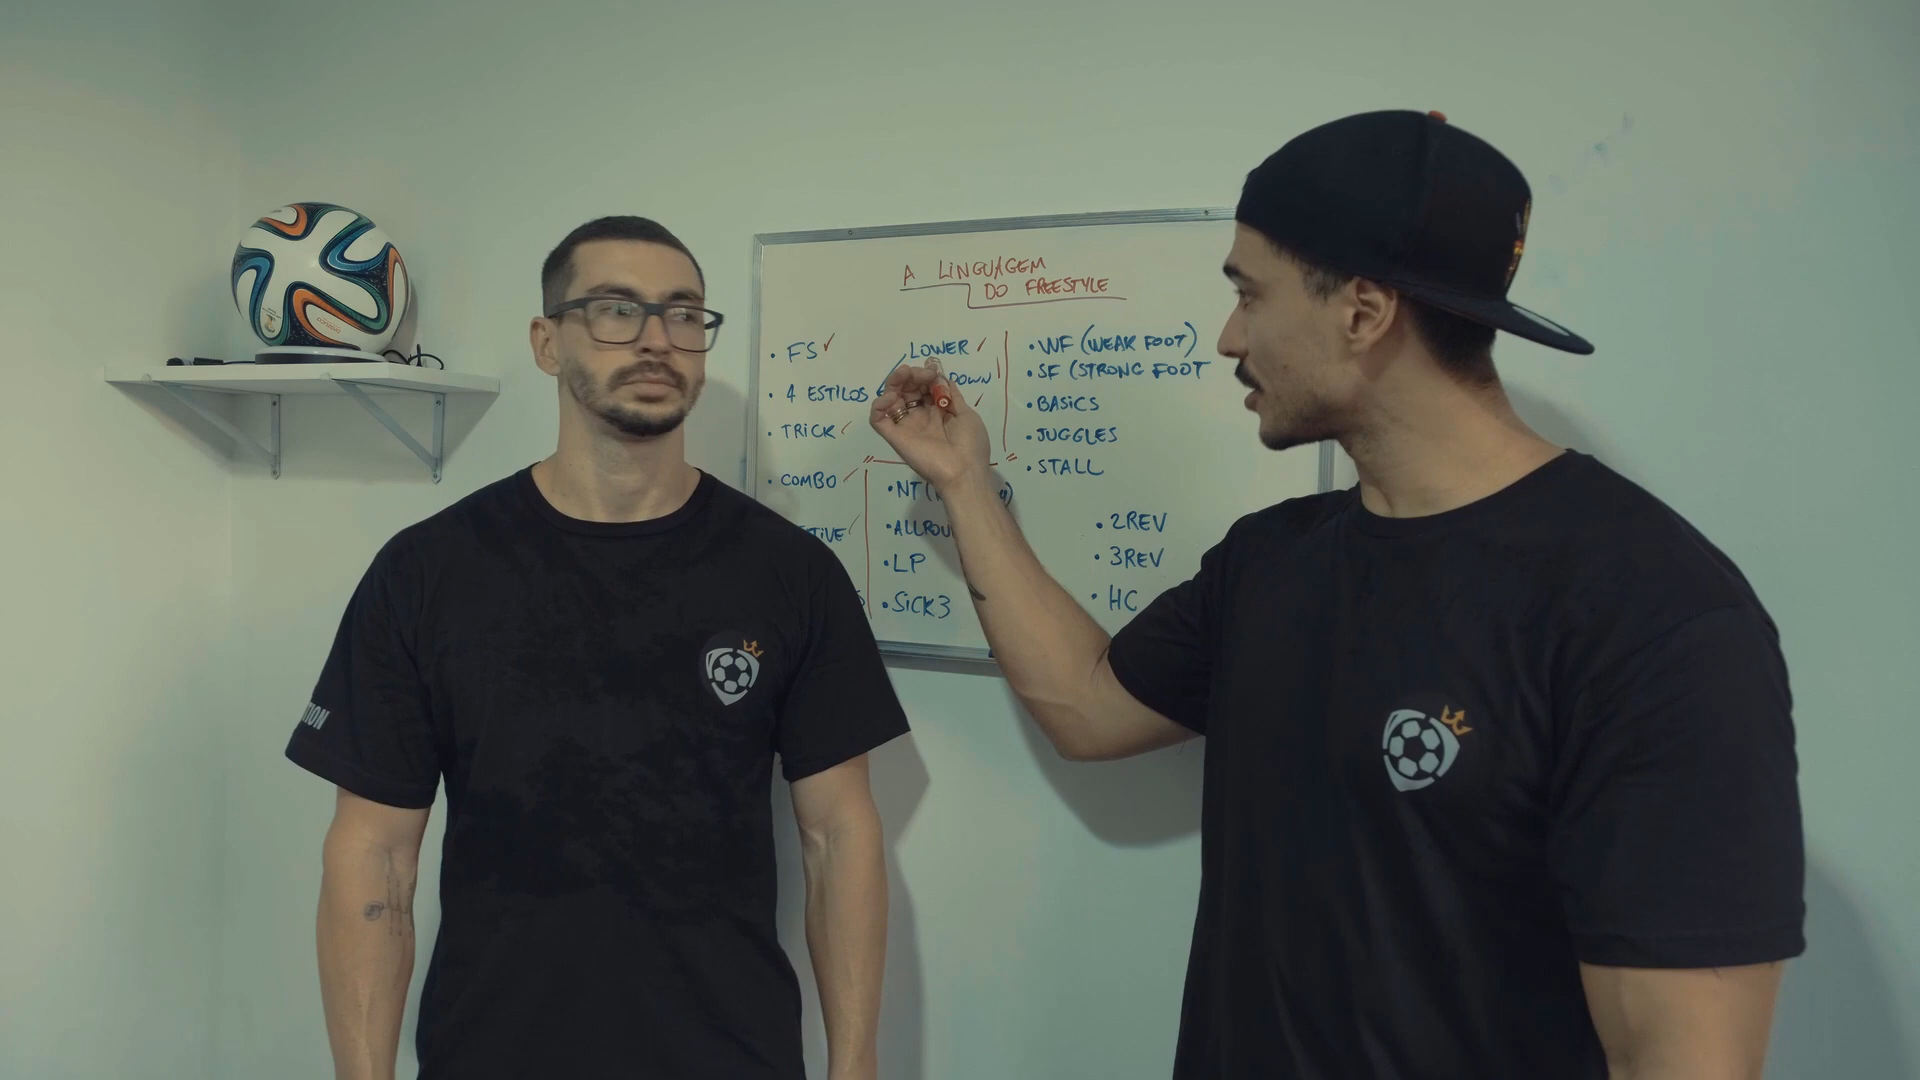 A LINGUAGEM
DO FREESTYLE
• FS
• 4 ESTILOS
• TRICK
• COMBO
LOWER
DOWN
• NT (
• LP
• SICK3
• WF (WEAK FOOT)
• SF (STRONG FOOT
• BASICS
• JUGGLES
• STALL
• 2REV
• 3REV
• HC